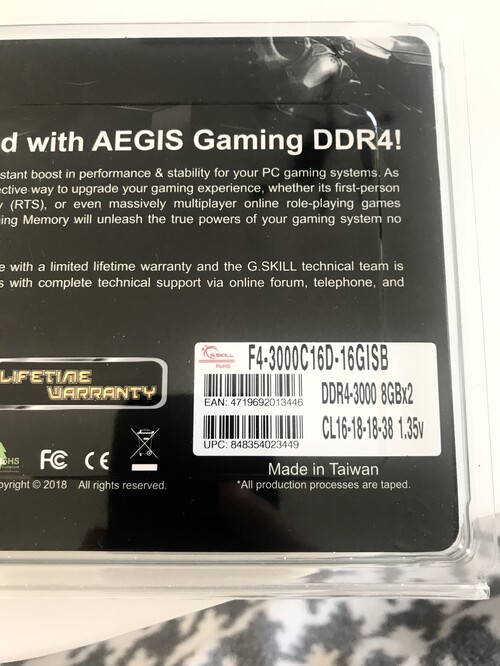 d with AEGIS Gaming DDR4!
stant boost in performance & stability for your PC gaming systems. As
ective way to upgrade your gaming experience, whether its first-person
y (RTS), or even massively multiplayer online role-playing games
ing Memory will unleash the true powers of your gaming system no
e with a limited lifetime warranty and the G.SKILL technical team is
s with complete technical support via online forum, telephone, and
G.SKILL
RoHS
F4-3000C16D-16GISB
DDR4-3000 8GBx2
EAN: 4719692013446
CL16-18-18-38 1.35v
UPC: 848354023449
LIFETIME
WARRANTY
OHS
FC CE
Made in Taiwan
pyright © 2018 All rights reserved.
*All production processes are taped.